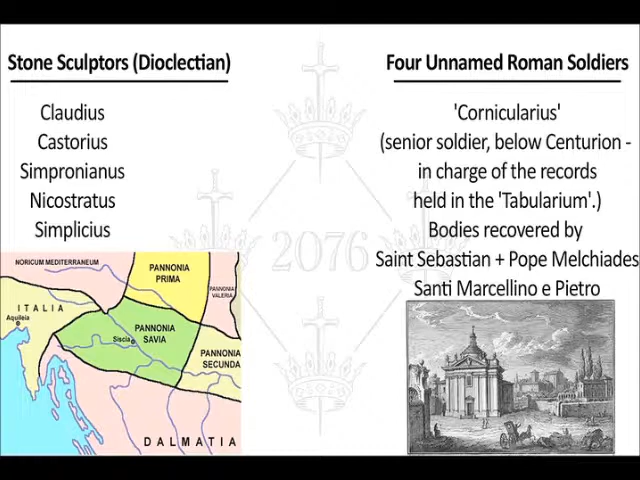 Stone Sculptors (Dioclectian)
Claudius
Castorius
Simpronianus
Nicostratus
Simplicius
Four Unnamed Roman Soldiers
'Cornicularius'
(senior soldier, below Centurion -
in charge of the records
held in the 'Tabularium'.)
Bodies recovered by
Saint Sebastian + Pope Melchiades
Santi Marcellino e Pietro
2076
NORICUM MEDITERRANEUM
PANNONIA
PRIMA
PANNONIA
VALERIA
ITALIA
Aquileia
PANNONIA
SAVIA
Siscia
PANNONIA
SECUNDA
DALMATIA